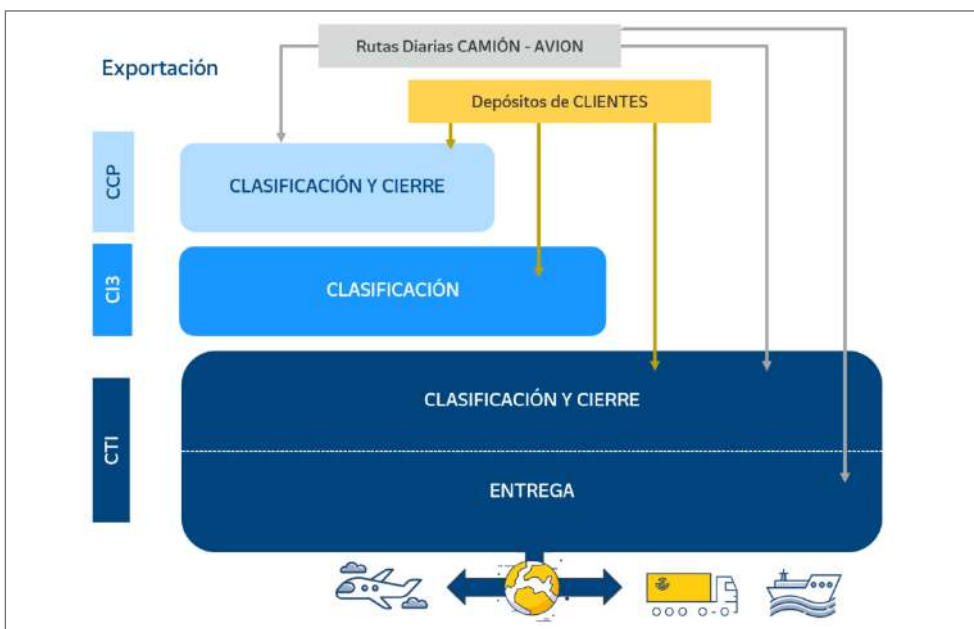 Rutas Diarias CAMIÓN - AVION
Exportación
Depósitos de CLIENTES
CCP
CLASIFICACIÓN Y CIERRE
CI3
CLASIFICACIÓN
CTI
CLASIFICACIÓN Y CIERRE
ENTREGA